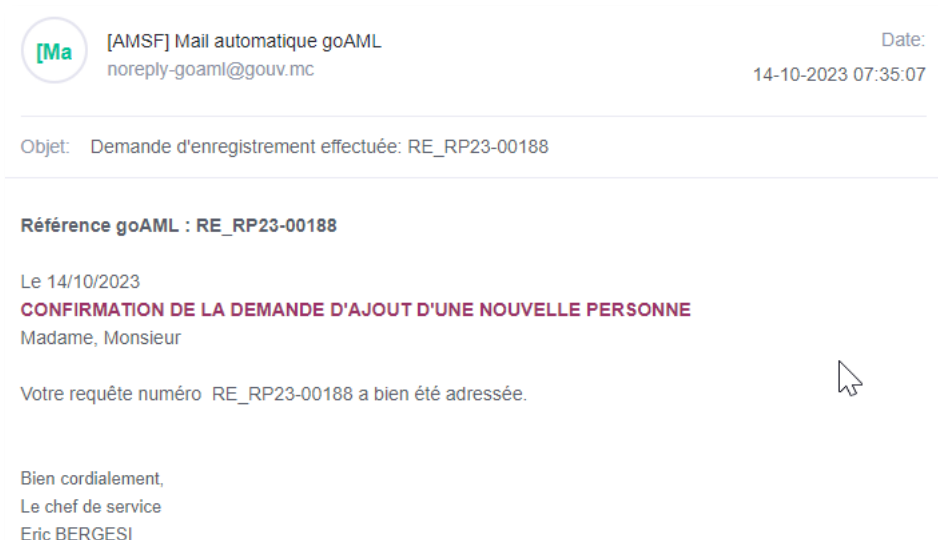 [Ma
[AMSF] Mail automatique goAML
noreply-goaml@gouv.mc
Date:
14-10-2023 07:35:07
Objet: Demande d'enregistrement effectuée: RE_RP23-00188
Référence goAML : RE_RP23-00188
Le 14/10/2023
CONFIRMATION DE LA DEMANDE D'AJOUT D'UNE NOUVELLE PERSONNE
Madame, Monsieur
Votre requête numéro RE_RP23-00188 a bien été adressée.
Bien cordialement,
Le chef de service
Eric BERGESI